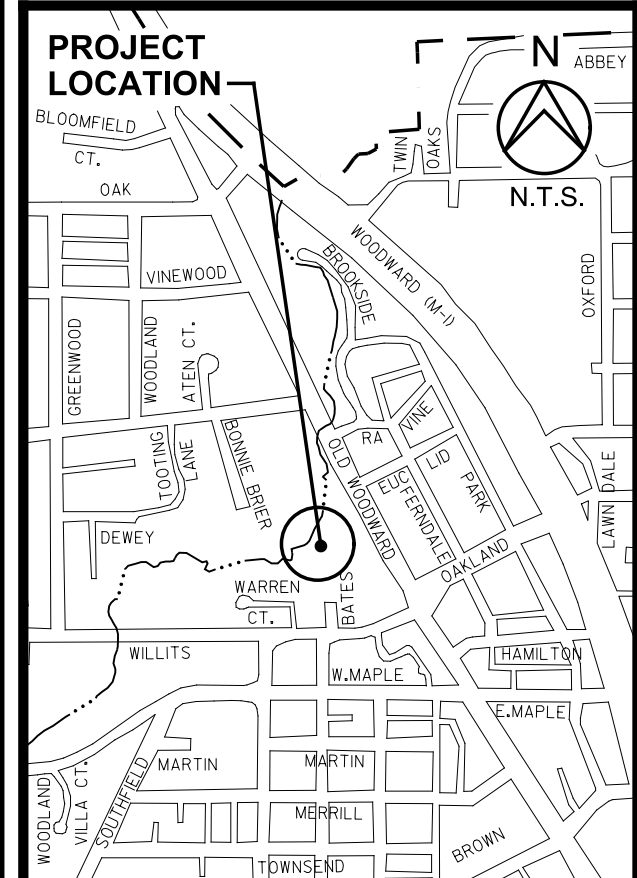 PROJECT
LOCATION
N
ABBEY
BLOOMFIELD
CT.
TWIN
OAKS
N.T.S.
OAK
WOODWARD (M-1)
BROOKSIDE
OXFORD
VINEWOOD
GREENWOOD
WOODLAND
ATEN CT.
VINE
RA
LID
PARK
TOOTING
LANE
BONNIE BRIER
OLD WOODWARD
EUC
FERNDALE
LAWN DALE
DEWEY
OAKLAND
WARREN
CT.
BATES
WILLITS
HAMILTON
W.MAPLE
E.MAPLE
WOODLAND
VILLA CT.
SOUTHFIELD
MARTIN
MARTIN
MERRILL
BROWN
TOWNSEND